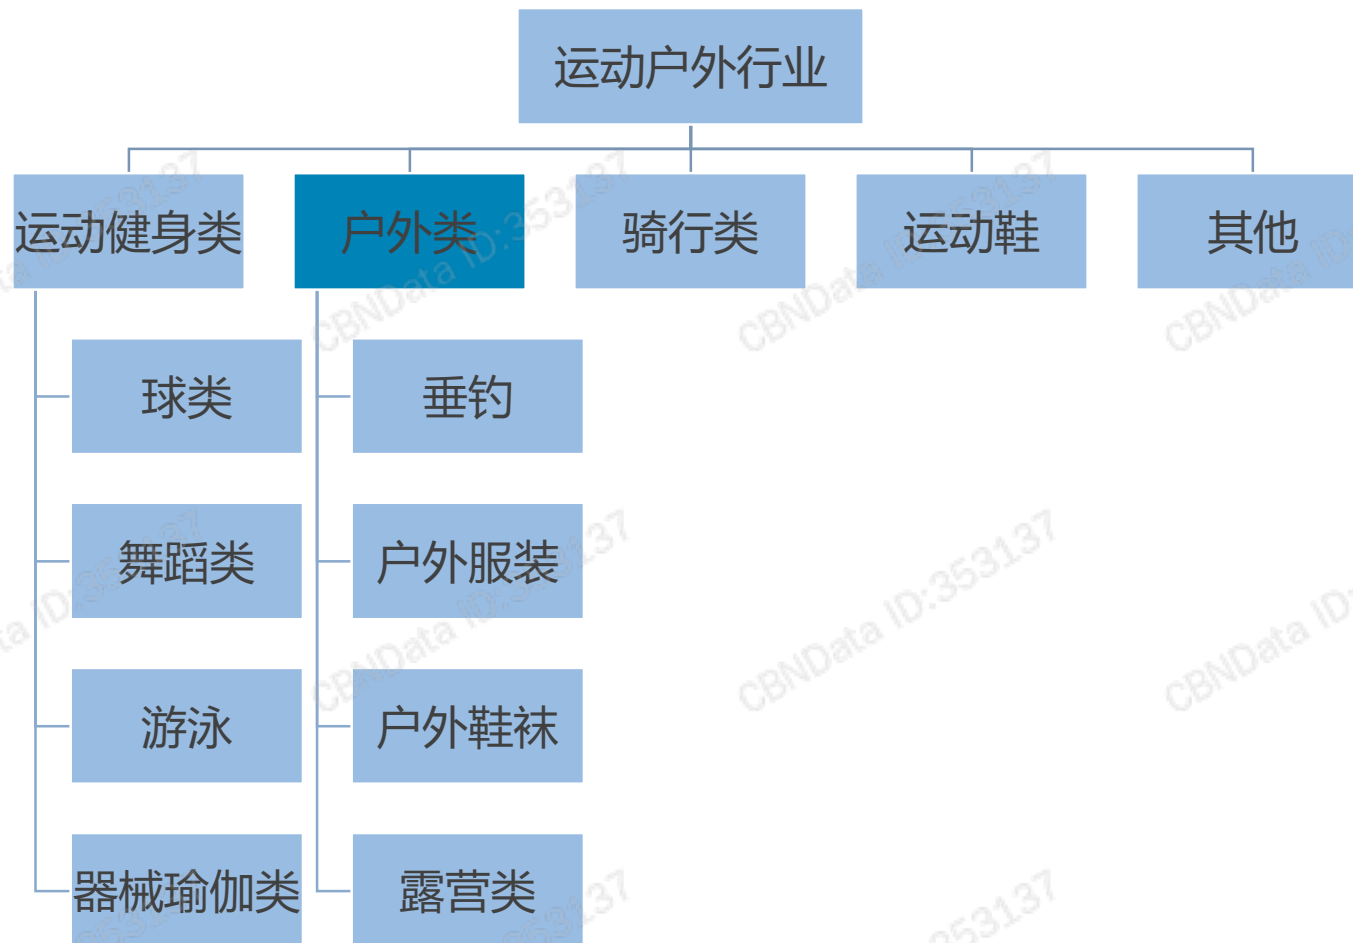 运动户外行业
运动健身类
户外类
骑行类
运动鞋
其他
球类
垂钓
舞蹈类
户外服装
游泳
户外鞋袜
器械瑜伽类
露营类
CBNData ID:353137